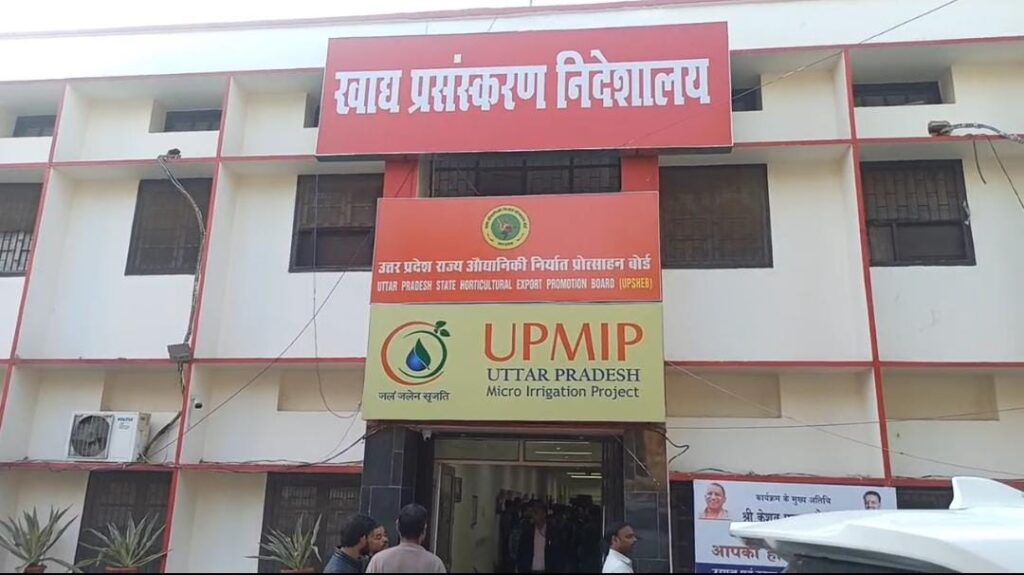 खाद्य प्रसंस्करण निदेशालय
उत्तर प्रदेश राज्य औद्यानिकी निर्यात प्रोत्साहन बोर्ड
UTTAR PRADESH STATE HORTICULTURAL EXPORT PROMOTION BOARD (UPSHEB)
UPMIP
UTTAR PRADESH
Micro Irrigation Project
जलं जलेन सृजति
कार्यक्रम के मुख्य अतिथि
श्री केशव
आपका